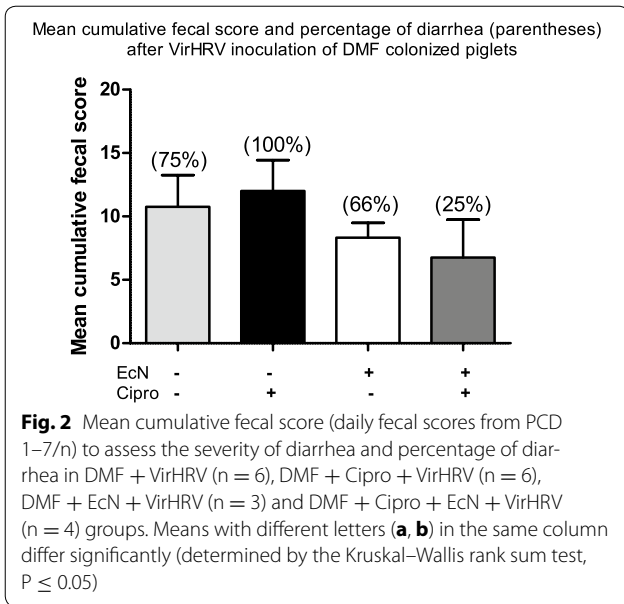 Mean cumulative fecal score and percentage of diarrhea (parentheses)
after VirHRV inoculation of DMF colonized piglets
Mean cumulative fecal score
20
15
10
5
0
(75%)
(100%)
(66%)
(25%)
EcN - - + +
Cipro - + - +
Fig. 2 Mean cumulative fecal score (daily fecal scores from PCD
1–7/n) to assess the severity of diarrhea and percentage of diar-
rhea in DMF + VirHRV (n = 6), DMF + Cipro + VirHRV (n = 6),
DMF + EcN + VirHRV (n = 3) and DMF + Cipro + EcN + VirHRV
(n = 4) groups. Means with different letters (a, b) in the same column
differ significantly (determined by the Kruskal–Wallis rank sum test,
P ≤ 0.05)